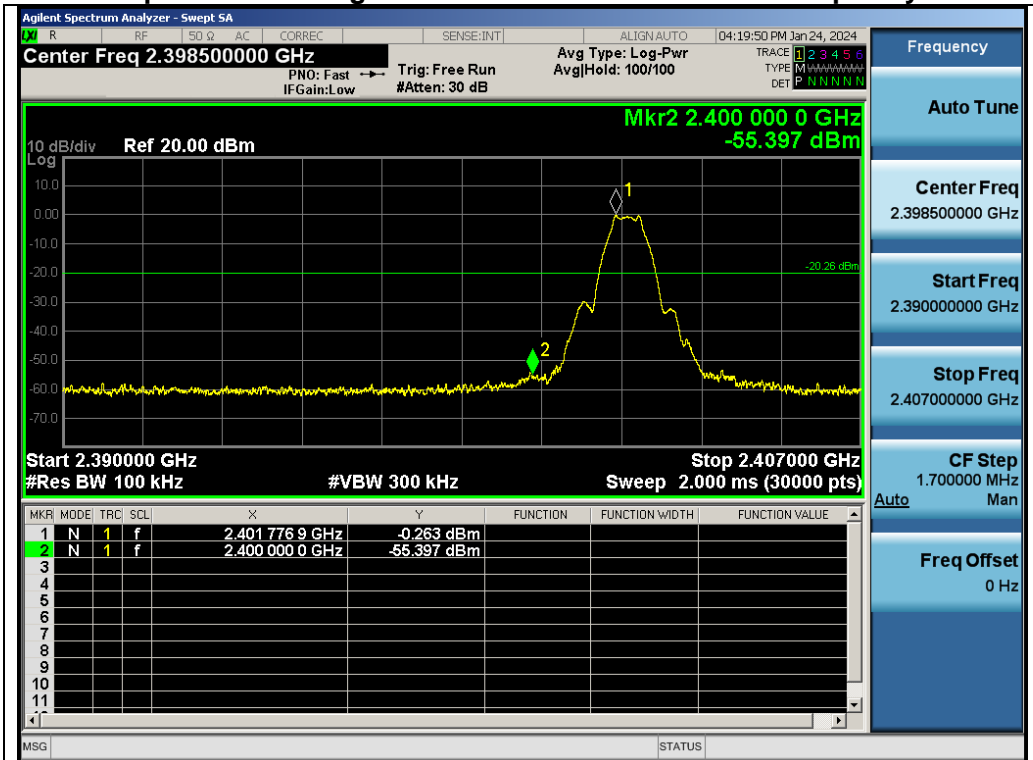 Agilent Spectrum Analyzer - Swept SA
LXI R RF 50 Ω AC CORREC SENSE:INT ALIGN AUTO 04:19:50 PM Jan 24, 2024
Center Freq 2.398500000 GHz
PNO: Fast
IFGain:Low
Trig: Free Run
#Atten: 30 dB
Avg Type: Log-Pwr
Avg|Hold: 100/100
TRACE 1 2 3 4 5 6
TYPE M
DET P N N N N N
Mkr2 2.400 000 0 GHz
-55.397 dBm
10 dB/div Ref 20.00 dBm
Log
10.0
0.00
-10.0
-20.0
-30.0
-40.0
-50.0
-60.0
-70.0
1
2
-20.26 dBm
Start 2.390000 GHz Stop 2.407000 GHz
#Res BW 100 kHz #VBW 300 kHz Sweep 2.000 ms (30000 pts)
MKR MODE TRC SCL X Y FUNCTION FUNCTION WIDTH FUNCTION VALUE
1 N 1 f 2.401 776 9 GHz -0.263 dBm
2 N 1 f 2.400 000 0 GHz -55.397 dBm
3
4
5
6
7
8
9
10
11
MSG STATUS
Frequency
Auto Tune
Center Freq
2.398500000 GHz
Start Freq
2.390000000 GHz
Stop Freq
2.407000000 GHz
CF Step
1.700000 MHz
Auto Man
Freq Offset
0 Hz